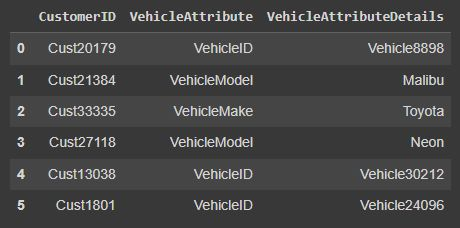 CustomerID VehicleAttribute VehicleAttributeDetails
0 Cust20179 VehicleID Vehicle8898
1 Cust21384 VehicleModel Malibu
2 Cust33335 VehicleMake Toyota
3 Cust27118 VehicleModel Neon
4 Cust13038 VehicleID Vehicle30212
5 Cust1801 VehicleID Vehicle24096